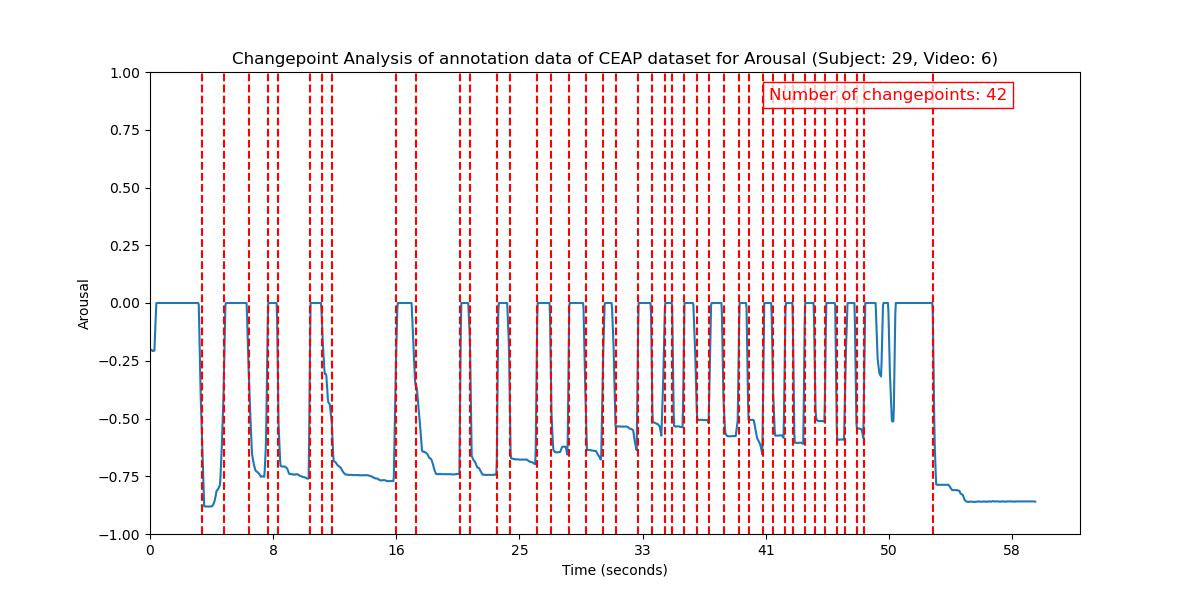 Changepoint Analysis of annotation data of CEAP dataset for Arousal (Subject: 29, Video: 6)
Number of changepoints: 42
1.00
0.75
0.50
0.25
0.00
−0.25
−0.50
−0.75
−1.00
Arousal
0 8 16 25 33 41 50 58
Time (seconds)